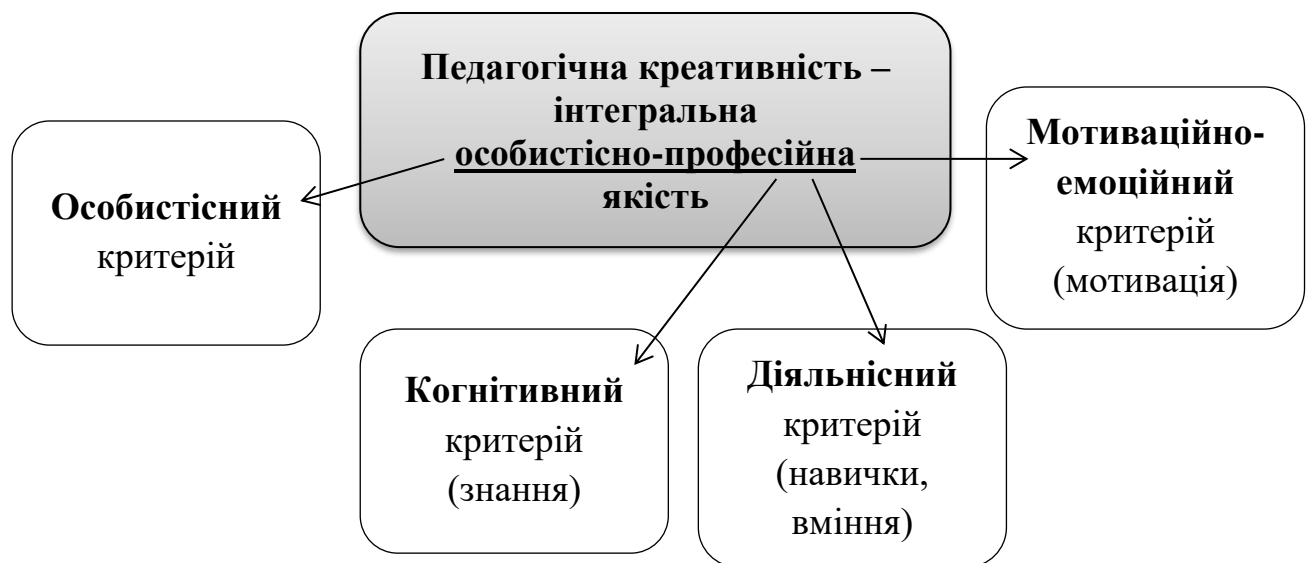 Педагогічна креативність –
інтегральна
особистісно-професійна
якість
Особистісний
критерій
Мотиваційно-
емоційний
критерій
(мотивація)
Когнітивний
критерій
(знання)
Діяльнісний
критерій
(навички,
вміння)